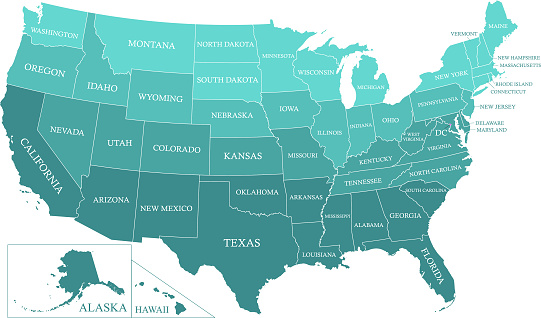 WASHINGTON
MONTANA
NORTH DAKOTA
MINNESOTA
VERMONT
MAINE
OREGON
IDAHO
SOUTH DAKOTA
WISCONSIN
MICHIGAN
NEW YORK
NEW HAMPSHIRE
MASSACHUSETTS
RHODE ISLAND
CONNECTICUT
WYOMING
NEBRASKA
IOWA
PENNSYLVANIA
NEW JERSEY
NEVADA
UTAH
COLORADO
KANSAS
MISSOURI
ILLINOIS
INDIANA
OHIO
WEST
VIRGINIA
DC
DELAWARE
MARYLAND
VIRGINIA
KENTUCKY
CALIFORNIA
ARIZONA
NEW MEXICO
OKLAHOMA
ARKANSAS
TENNESSEE
NORTH CAROLINA
SOUTH CAROLINA
TEXAS
LOUISIANA
MISSISSIPPI
ALABAMA
GEORGIA
FLORIDA
ALASKA
HAWAII